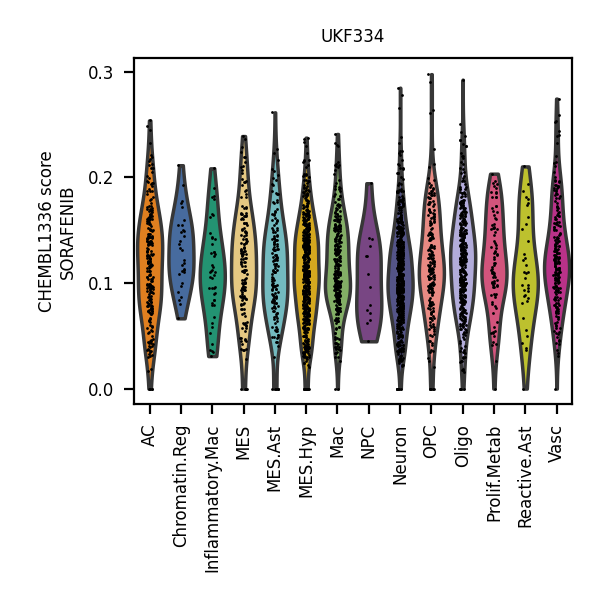 UKF334
CHEMBL1336 score
SORAFENIB
0.3
0.2
0.1
0.0
AC
Chromatin.Reg
Inflammatory.Mac
MES
MES.Ast
MES.Hyp
Mac
NPC
Neuron
OPC
Oligo
Prolif.Metab
Reactive.Ast
Vasc